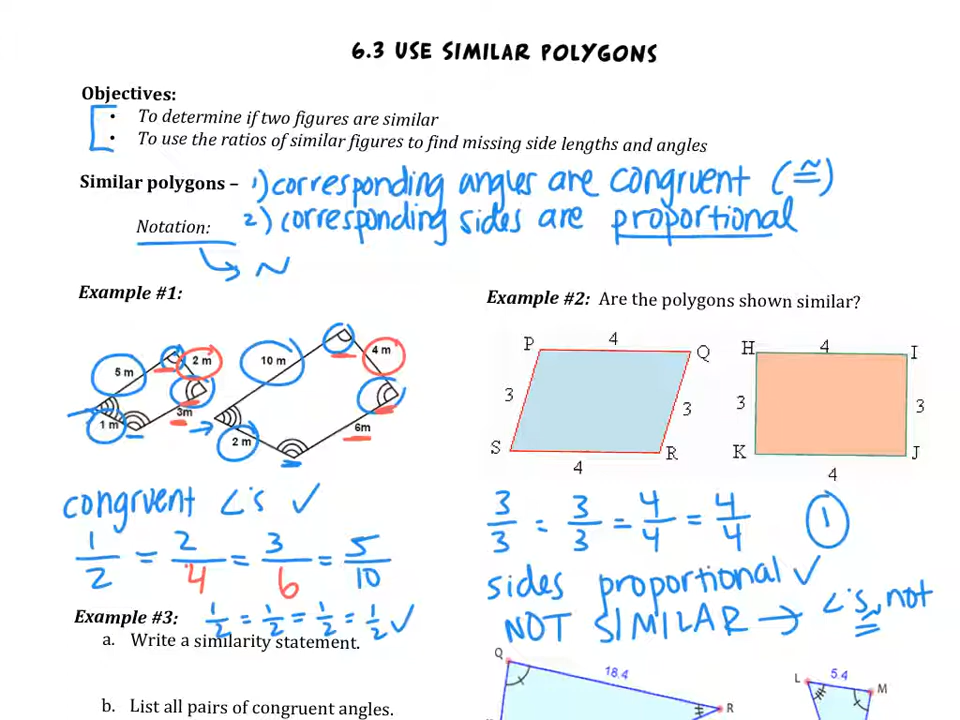 6.3 USE SIMILAR POLYGONS
Objectives:
• To determine if two figures are similar
• To use the ratios of similar figures to find missing side lengths and angles
Similar polygons – 1) corresponding angles are congruent (≅)
Notation: 2) corresponding sides are proportional
↳ ~
Example #1:
5 m
2 m
1 m
3m
10 m
4 m
2 m
6m
congruent ∠'s ✓
1/2 = 2/4 = 3/6 = 5/10
1/2 = 1/2 = 1/2 = 1/2 ✓
Example #2: Are the polygons shown similar?
P 4 Q
3 3
S 4 R
H 4 I
3 3
K 4 J
3/3 = 3/3 = 4/4 = 4/4 1
sides proportional ✓
NOT SIMILAR → ∠'s not ≅
Example #3:
a. Write a similarity statement.
b. List all pairs of congruent angles.
Q 18.4 R
L 5.4 M